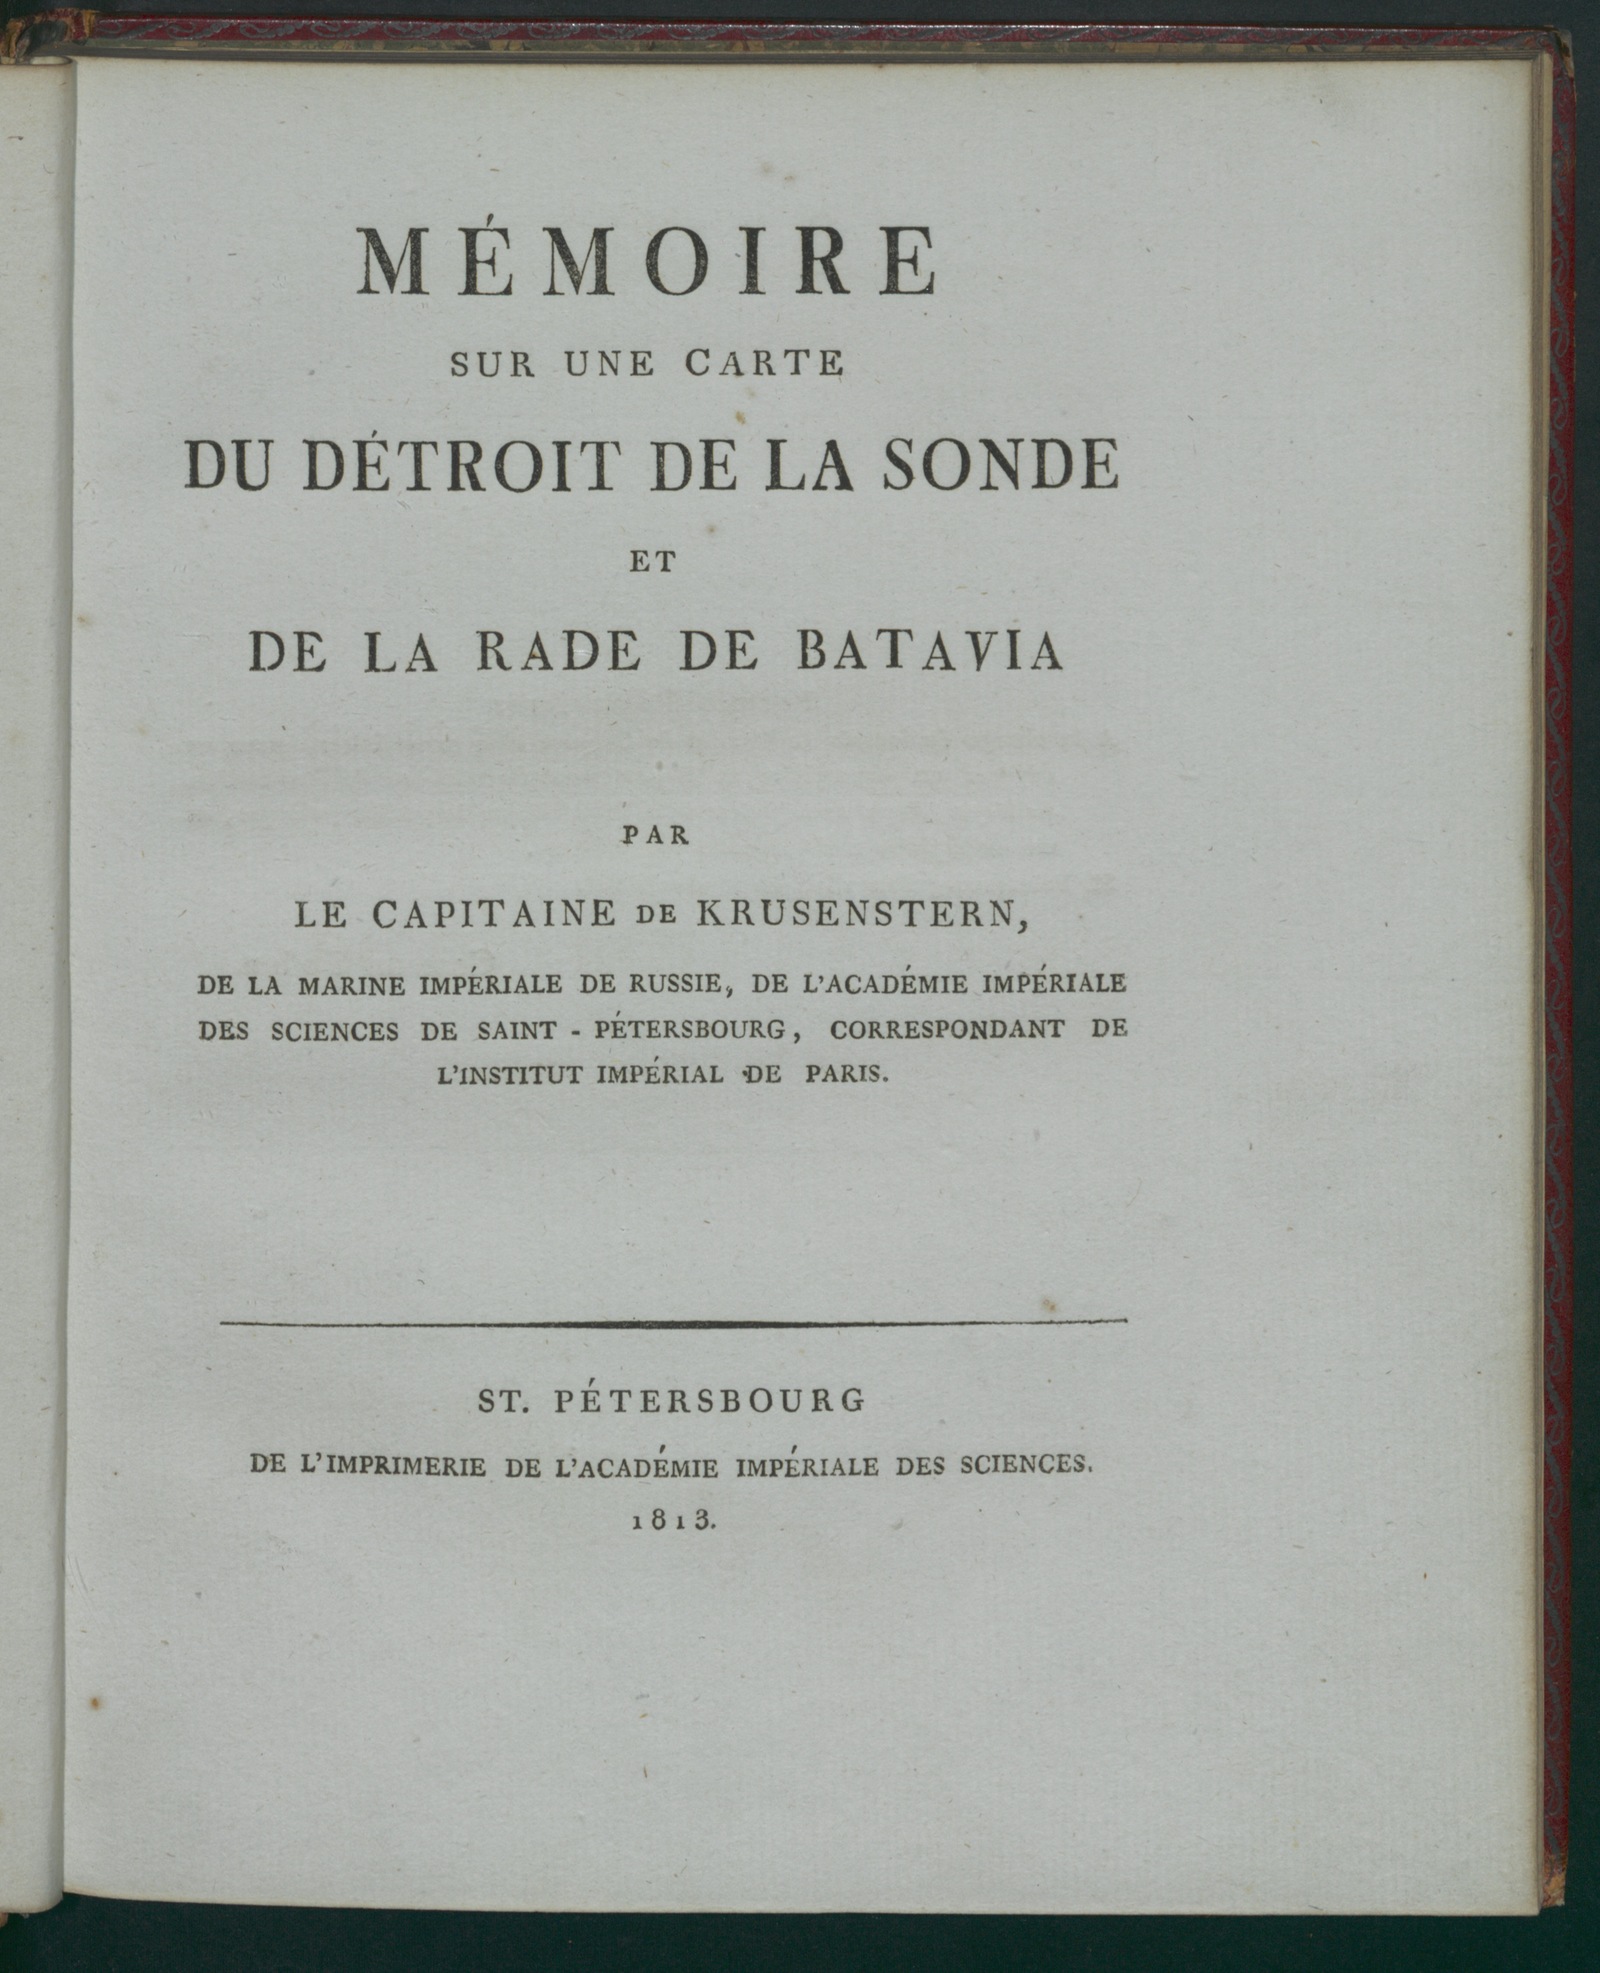 MÉMOIRE
SUR UNE CARTE
DU DÉTROIT DE LA SONDE
ET
DE LA RADE DE BATAVIA
PAR
LE CAPITAINE DE KRUSENSTERN,
DE LA MARINE IMPÉRIALE DE RUSSIE, DE L'ACADÉMIE IMPÉRIALE
DES SCIENCES DE SAINT - PÉTERSBOURG, CORRESPONDANT DE
L'INSTITUT IMPÉRIAL DE PARIS.
ST. PÉTERSBOURG
DE L'IMPRIMERIE DE L'ACADÉMIE IMPÉRIALE DES SCIENCES.
1813.